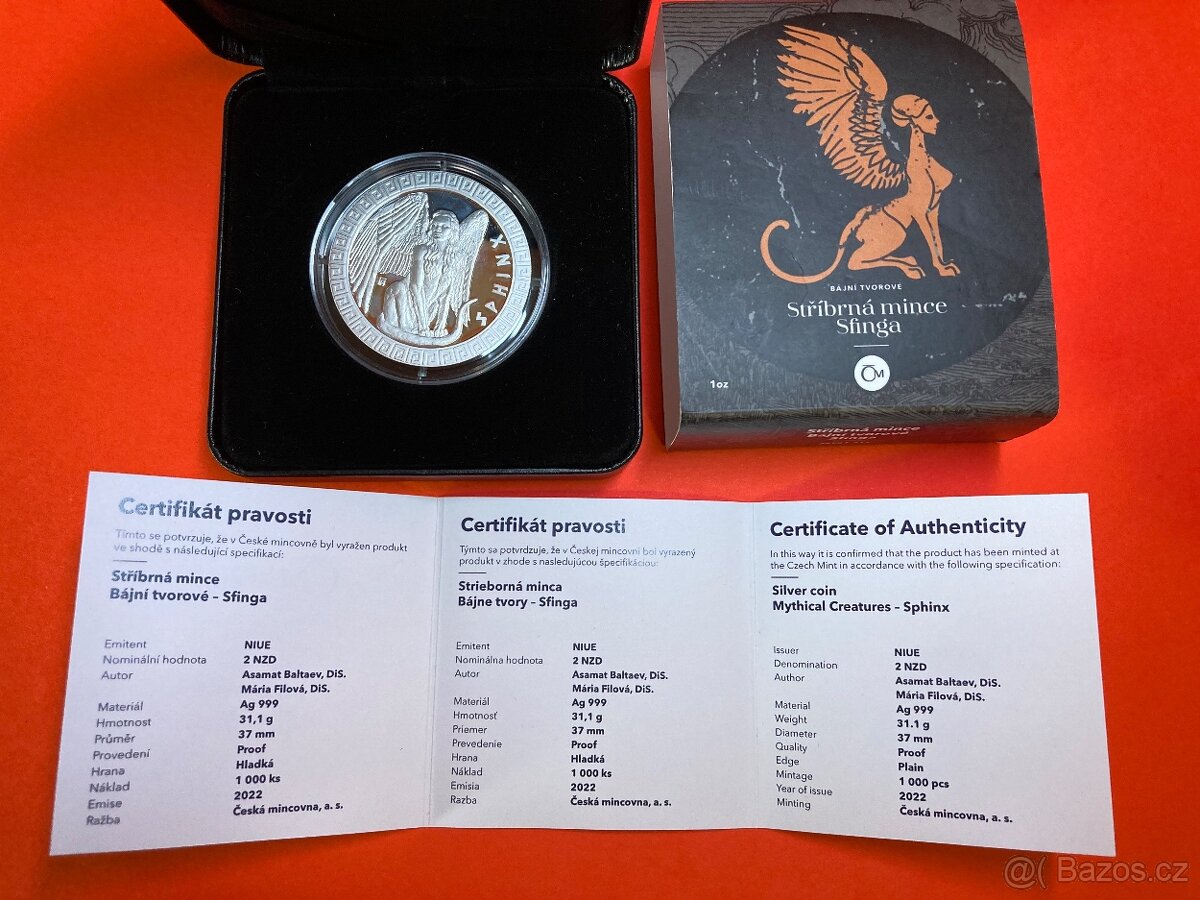 BÁJNÍ TVOROVÉ
Stříbrná mince
Sfinga
ČM
1oz
Stříbrná mince
Bájní tvorové
Sfinga
Certifikát pravosti
Tímto se potvrzuje, že v České mincovně byl vyražen produkt
ve shodě s následující specifikací:
Stříbrná mince
Bájní tvorové – Sfinga
Emitent NIUE
Nominální hodnota 2 NZD
Autor Asamat Baltaev, DiS.
Mária Filová, DiS.
Materiál Ag 999
Hmotnost 31,1 g
Průměr 37 mm
Provedení Proof
Hrana Hladká
Náklad 1 000 ks
Emise 2022
Ražba Česká mincovna, a. s.
Certifikát pravosti
Týmto sa potvrdzuje, že v Českej mincovni bol vyrazený
produkt v zhode s nasledujúcou špecifikáciou:
Strieborná minca
Bájne tvory – Sfinga
Emitent NIUE
Nominálna hodnota 2 NZD
Autor Asamat Baltaev, DiS.
Mária Filová, DiS.
Materiál Ag 999
Hmotnosť 31,1 g
Priemer 37 mm
Prevedenie Proof
Hrana Hladká
Náklad 1 000 ks
Emisia 2022
Razba Česká mincovna, a. s.
Certificate of Authenticity
In this way it is confirmed that the product has been minted at
the Czech Mint in accordance with the following specification:
Silver coin
Mythical Creatures – Sphinx
Issuer NIUE
Denomination 2 NZD
Author Asamat Baltaev, DiS.
Mária Filová, DiS.
Material Ag 999
Weight 31.1 g
Diameter 37 mm
Quality Proof
Edge Plain
Mintage 1 000 pcs
Year of issue 2022
Minting Česká mincovna, a. s.
@( Bazos.cz